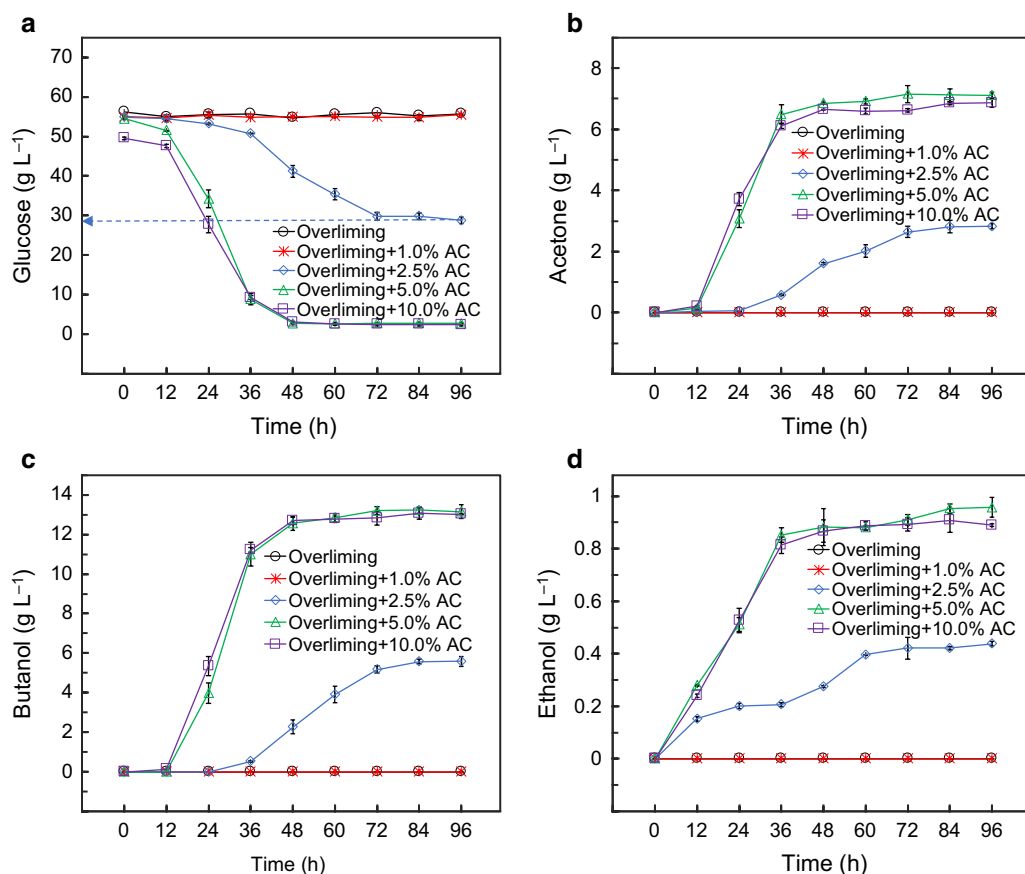 a
70
60
50
40
30
20
10
0
Glucose (g L⁻¹)
Overliming
Overliming+1.0% AC
Overliming+2.5% AC
Overliming+5.0% AC
Overliming+10.0% AC
0 12 24 36 48 60 72 84 96
Time (h)
b
8
6
4
2
0
Acetone (g L⁻¹)
Overliming
Overliming+1.0% AC
Overliming+2.5% AC
Overliming+5.0% AC
Overliming+10.0% AC
0 12 24 36 48 60 72 84 96
Time (h)
c
14
12
10
8
6
4
2
0
Butanol (g L⁻¹)
Overliming
Overliming+1.0% AC
Overliming+2.5% AC
Overliming+5.0% AC
Overliming+10.0% AC
0 12 24 36 48 60 72 84 96
Time (h)
d
1
0.8
0.6
0.4
0.2
0
Ethanol (g L⁻¹)
Overliming
Overliming+1.0% AC
Overliming+2.5% AC
Overliming+5.0% AC
Overliming+10.0% AC
0 12 24 36 48 60 72 84 96
Time (h)